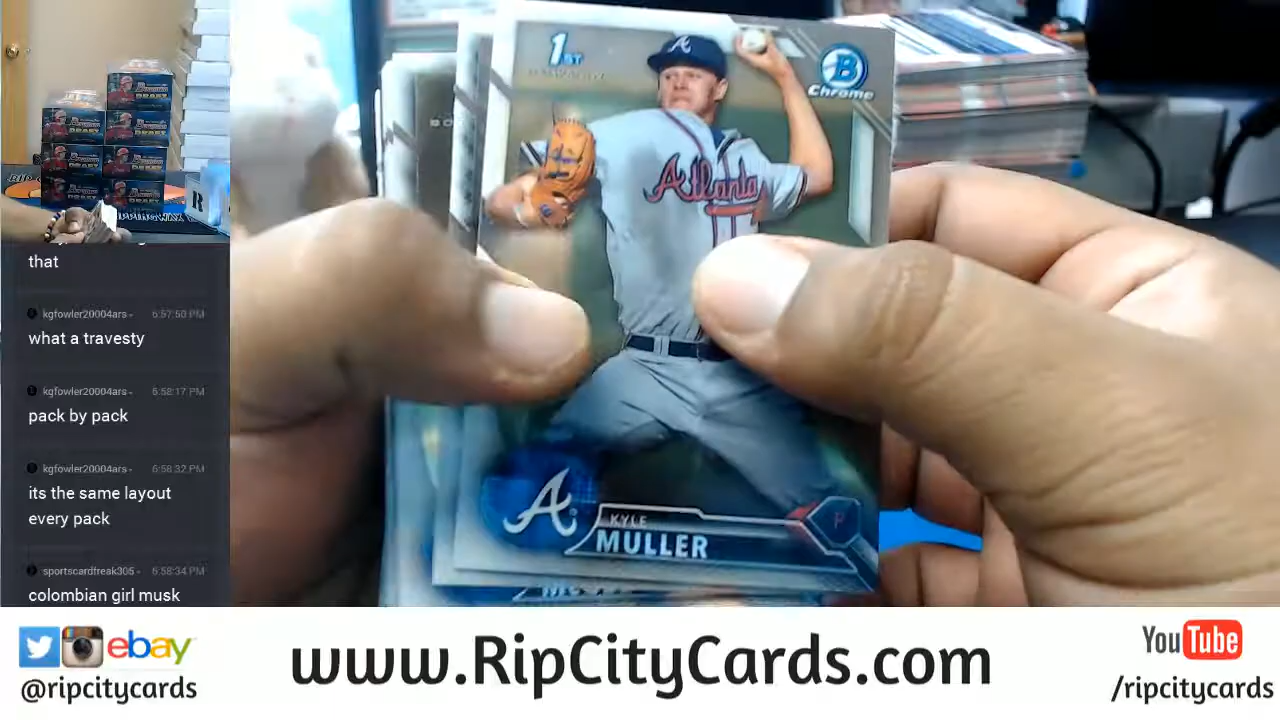 that
kgfowler20004ars
6:57:50 PM
what a travesty
kgfowler20004ars
6:58:17 PM
pack by pack
kgfowler20004ars
6:58:32 PM
its the same layout
every pack
sportscardfreak305
6:58:34 PM
colombian girl musk
DRAFT
R
1ST
BOWMAN
B
Chrome
A
Atlanta
A
KYLE
MULLER
P
ebay
@ripcitycards
www.RipCityCards.com
YouTube
/ripcitycards